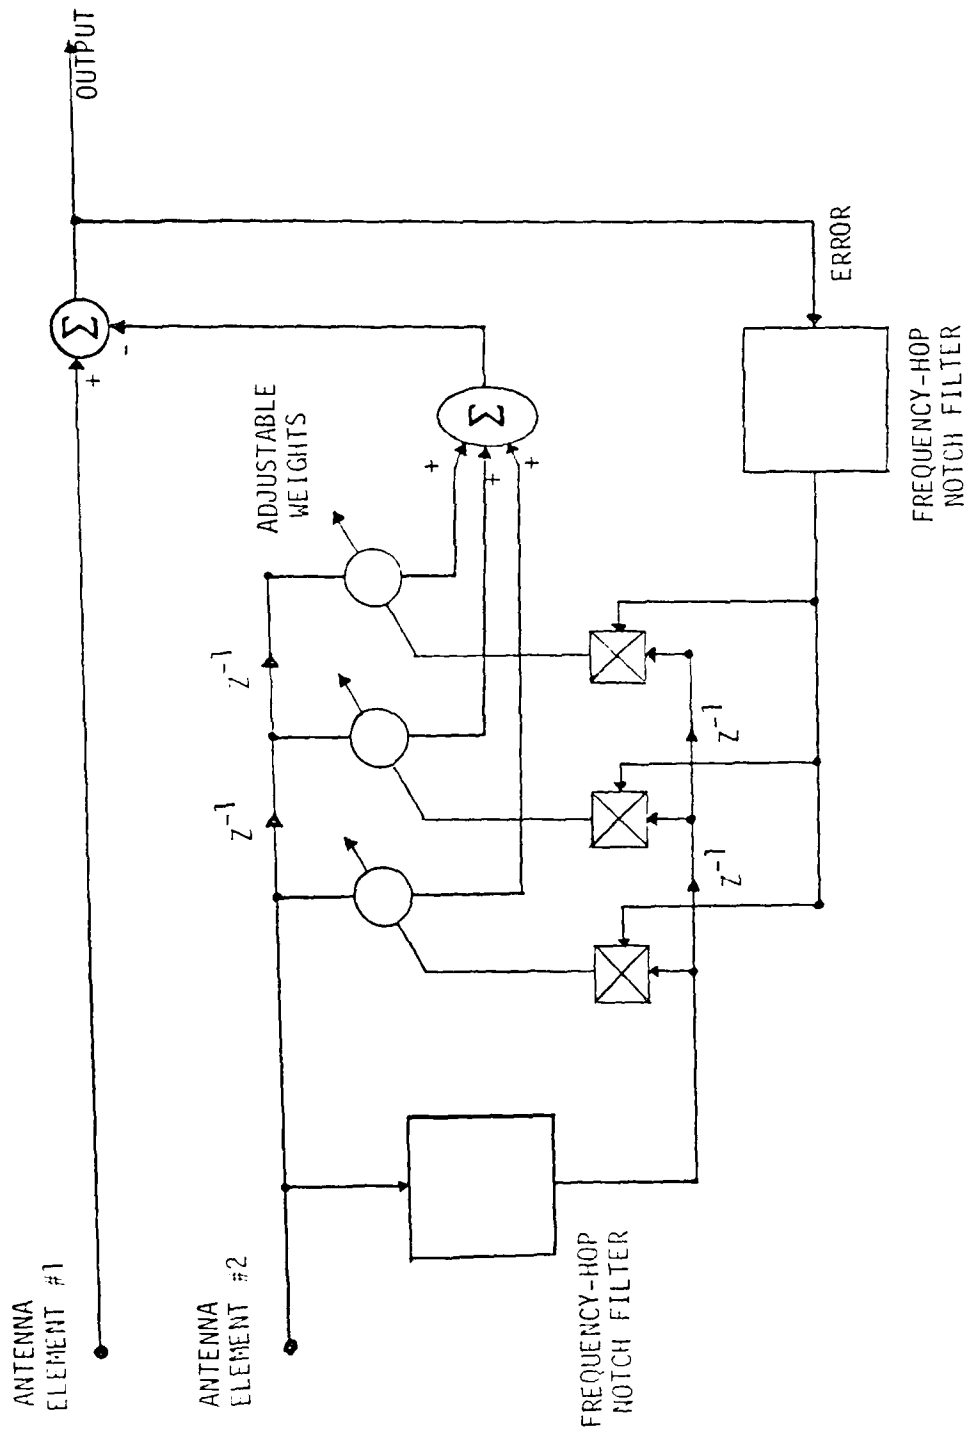 ANTENNA
ELEMENT #1
+
Σ
-
OUTPUT
ANTENNA
ELEMENT #2
Z⁻¹
Z⁻¹
ADJUSTABLE
WEIGHTS
+
+
+
Σ
FREQUENCY-HOP
NOTCH FILTER
Z⁻¹
Z⁻¹
ERROR
FREQUENCY-HOP
NOTCH FILTER